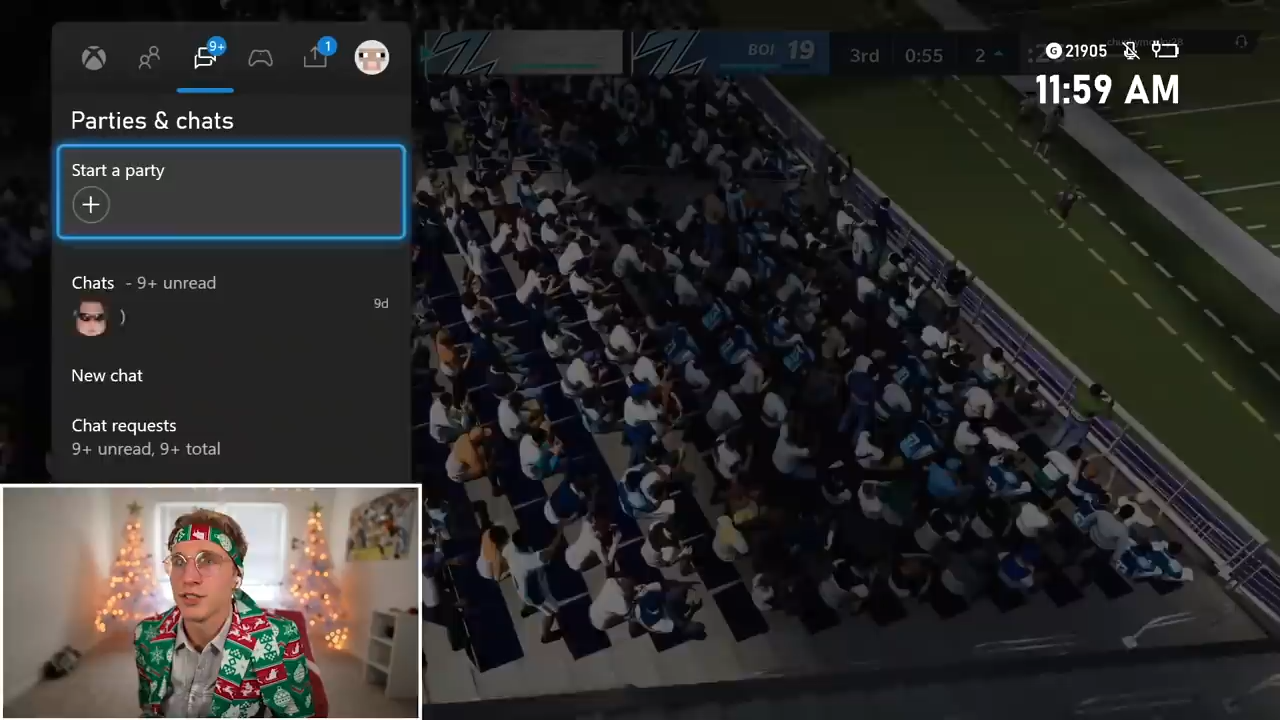 9+
1
BOI 19
3rd 0:55 2
G 21905
11:59 AM
Parties & chats
Start a party
Chats - 9+ unread
9d
)
New chat
Chat requests
9+ unread, 9+ total